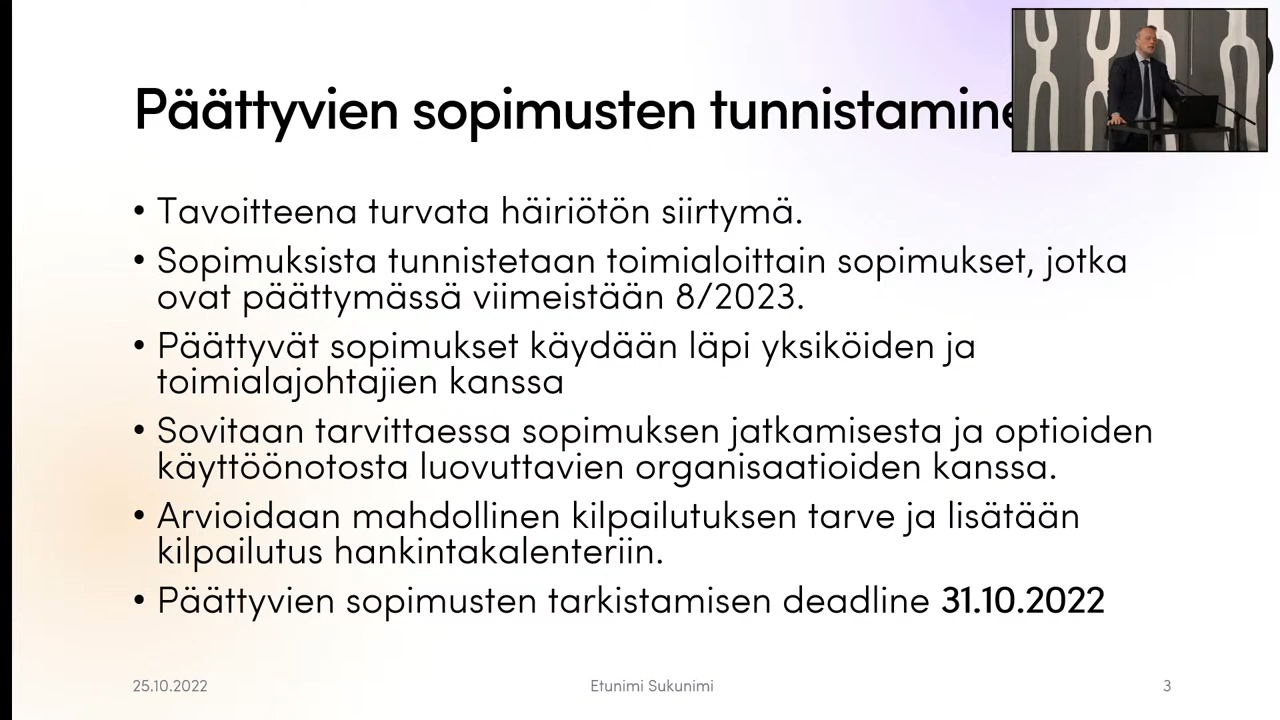 Päättyvien sopimusten
• Tavoitteena turvata häiriötön siirtymä.
• Sopimuksista tunnistetaan toimialoittain sopimukset, jotka
ovat päättymässä viimeistään 8/2023.
• Päättyvät sopimukset käydään läpi yksiköiden ja
toimialajohtajien kanssa
• Sovitaan tarvittaessa sopimuksen jatkamisesta ja optioiden
käyttöönotosta luovuttavien organisaatioiden kanssa.
• Arvioidaan mahdollinen kilpailutuksen tarve ja lisätään
kilpailutus hankintakalenteriin.
• Päättyvien sopimusten tarkistamisen deadline 31.10.2022
25.10.2022 Etunimi Sukunimi 3